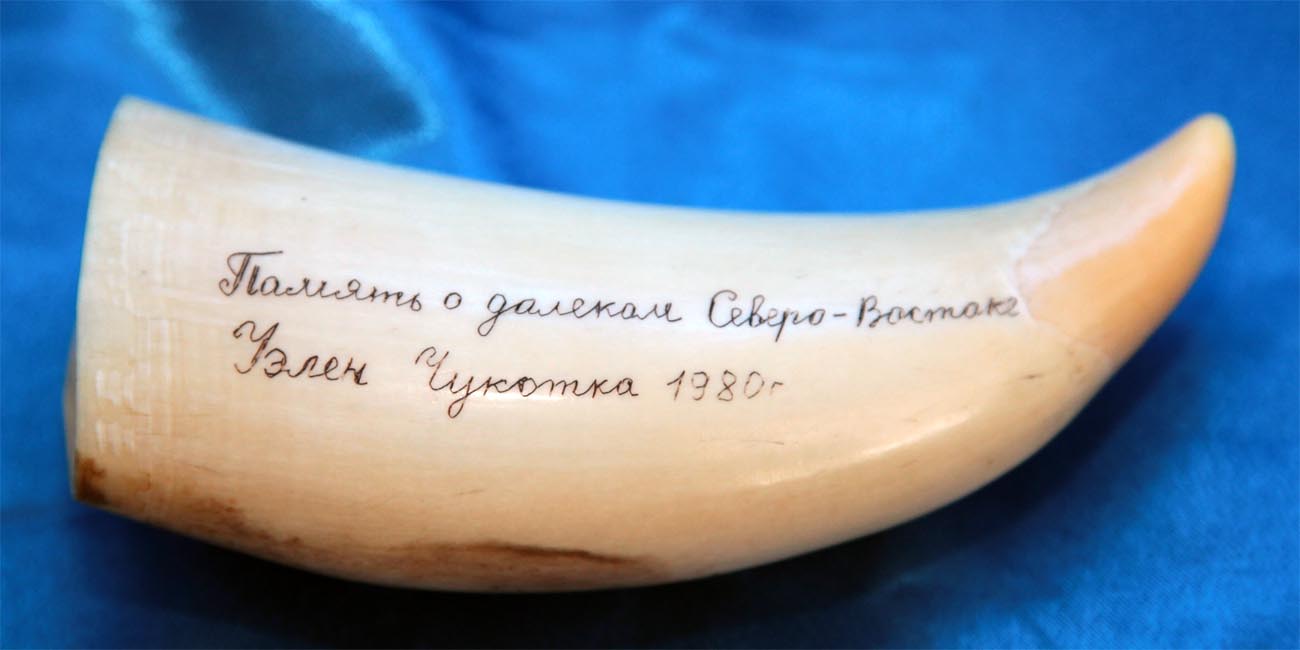 Память о далеком Северо-Востоке
Уэлен Чукотка 1980г